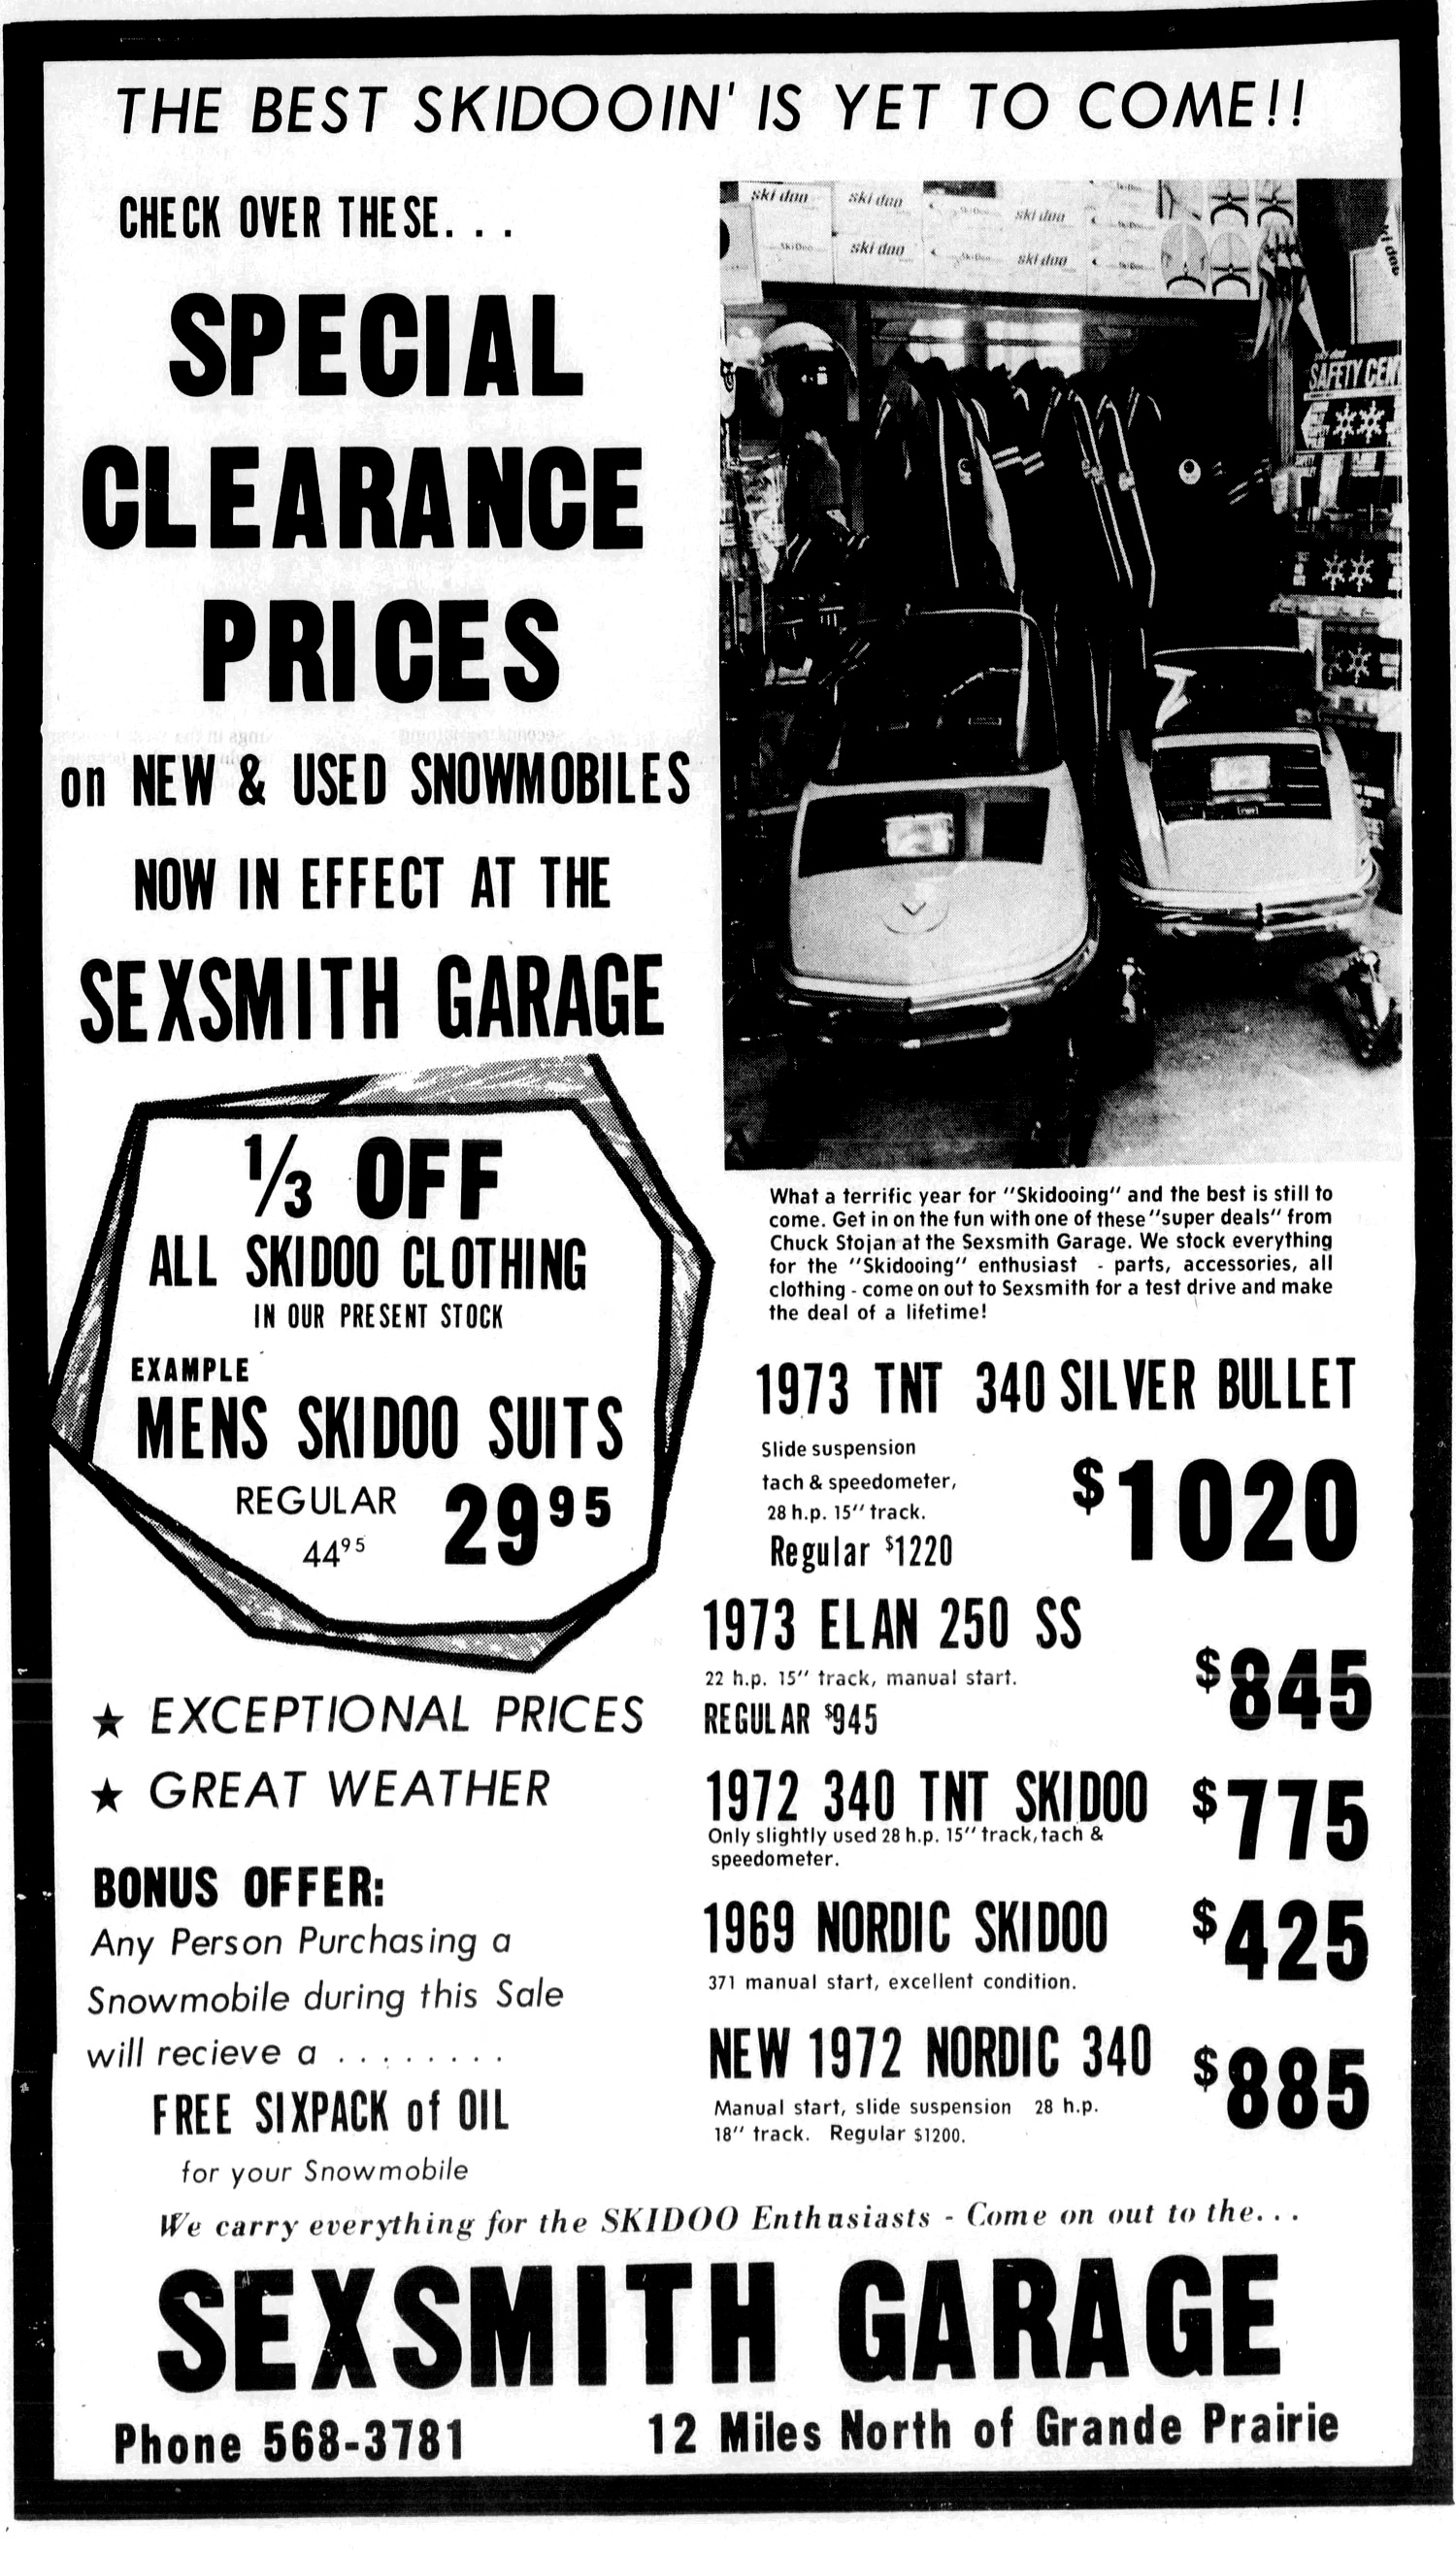 THE BEST SKIDOOIN' IS YET TO COME!!
CHECK OVER THESE. . .
SPECIAL
CLEARANCE
PRICES
on NEW & USED SNOWMOBILES
NOW IN EFFECT AT THE
SEXSMITH GARAGE
1/3 OFF
ALL SKIDOO CLOTHING
IN OUR PRESENT STOCK
EXAMPLE
MENS SKIDOO SUITS
REGULAR
44 95
29 95
★ EXCEPTIONAL PRICES
★ GREAT WEATHER
BONUS OFFER:
Any Person Purchasing a
Snowmobile during this Sale
will recieve a . . . . . . . .
FREE SIXPACK of OIL
for your Snowmobile
ski doo
ski doo
ski doo
ski doo
ski doo
SAFETY CEN
What a terrific year for "Skidooing" and the best is still to
come. Get in on the fun with one of these "super deals" from
Chuck Stojan at the Sexsmith Garage. We stock everything
for the "Skidooing" enthusiast - parts, accessories, all
clothing - come on out to Sexsmith for a test drive and make
the deal of a lifetime!
1973 TNT 340 SILVER BULLET
Slide suspension
tach & speedometer,
28 h.p. 15" track.
Regular $1220
$1020
1973 ELAN 250 SS
22 h.p. 15" track, manual start.
REGULAR $945
$845
1972 340 TNT SKIDOO
$775
Only slightly used 28 h.p. 15" track, tach &
speedometer.
1969 NORDIC SKIDOO
$425
371 manual start, excellent condition.
NEW 1972 NORDIC 340
$885
Manual start, slide suspension 28 h.p.
18" track. Regular $1200.
We carry everything for the SKIDOO Enthusiasts - Come on out to the. . .
SEXSMITH GARAGE
Phone 568-3781
12 Miles North of Grande Prairie